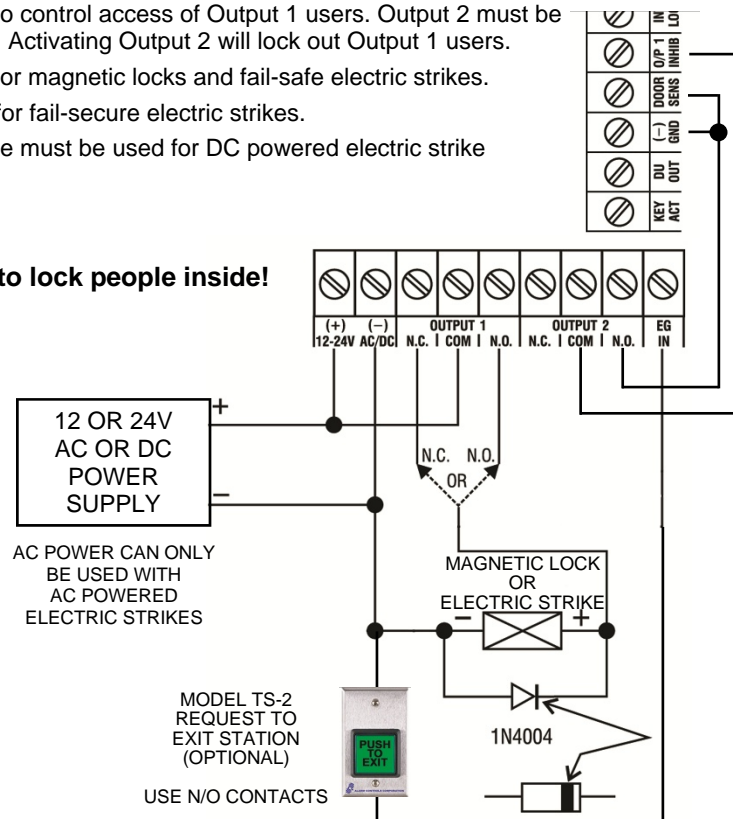 o control access of Output 1 users. Output 2 must be
Activating Output 2 will lock out Output 1 users.
or magnetic locks and fail-safe electric strikes.
for fail-secure electric strikes.
e must be used for DC powered electric strike
to lock people inside!
O/P 1 INHIB
DOOR SENS
(–) GND
DU OUT
KEY ACT
(+) 12-24V
(–) AC/DC
OUTPUT 1
N.C. | COM | N.O.
OUTPUT 2
N.C. | COM | N.O.
EG IN
12 OR 24V
AC OR DC
POWER
SUPPLY
+
–
AC POWER CAN ONLY
BE USED WITH
AC POWERED
ELECTRIC STRIKES
N.C. N.O.
OR
MAGNETIC LOCK
OR
ELECTRIC STRIKE
– +
1N4004
MODEL TS-2
REQUEST TO
EXIT STATION
(OPTIONAL)
USE N/O CONTACTS
PUSH
TO
EXIT